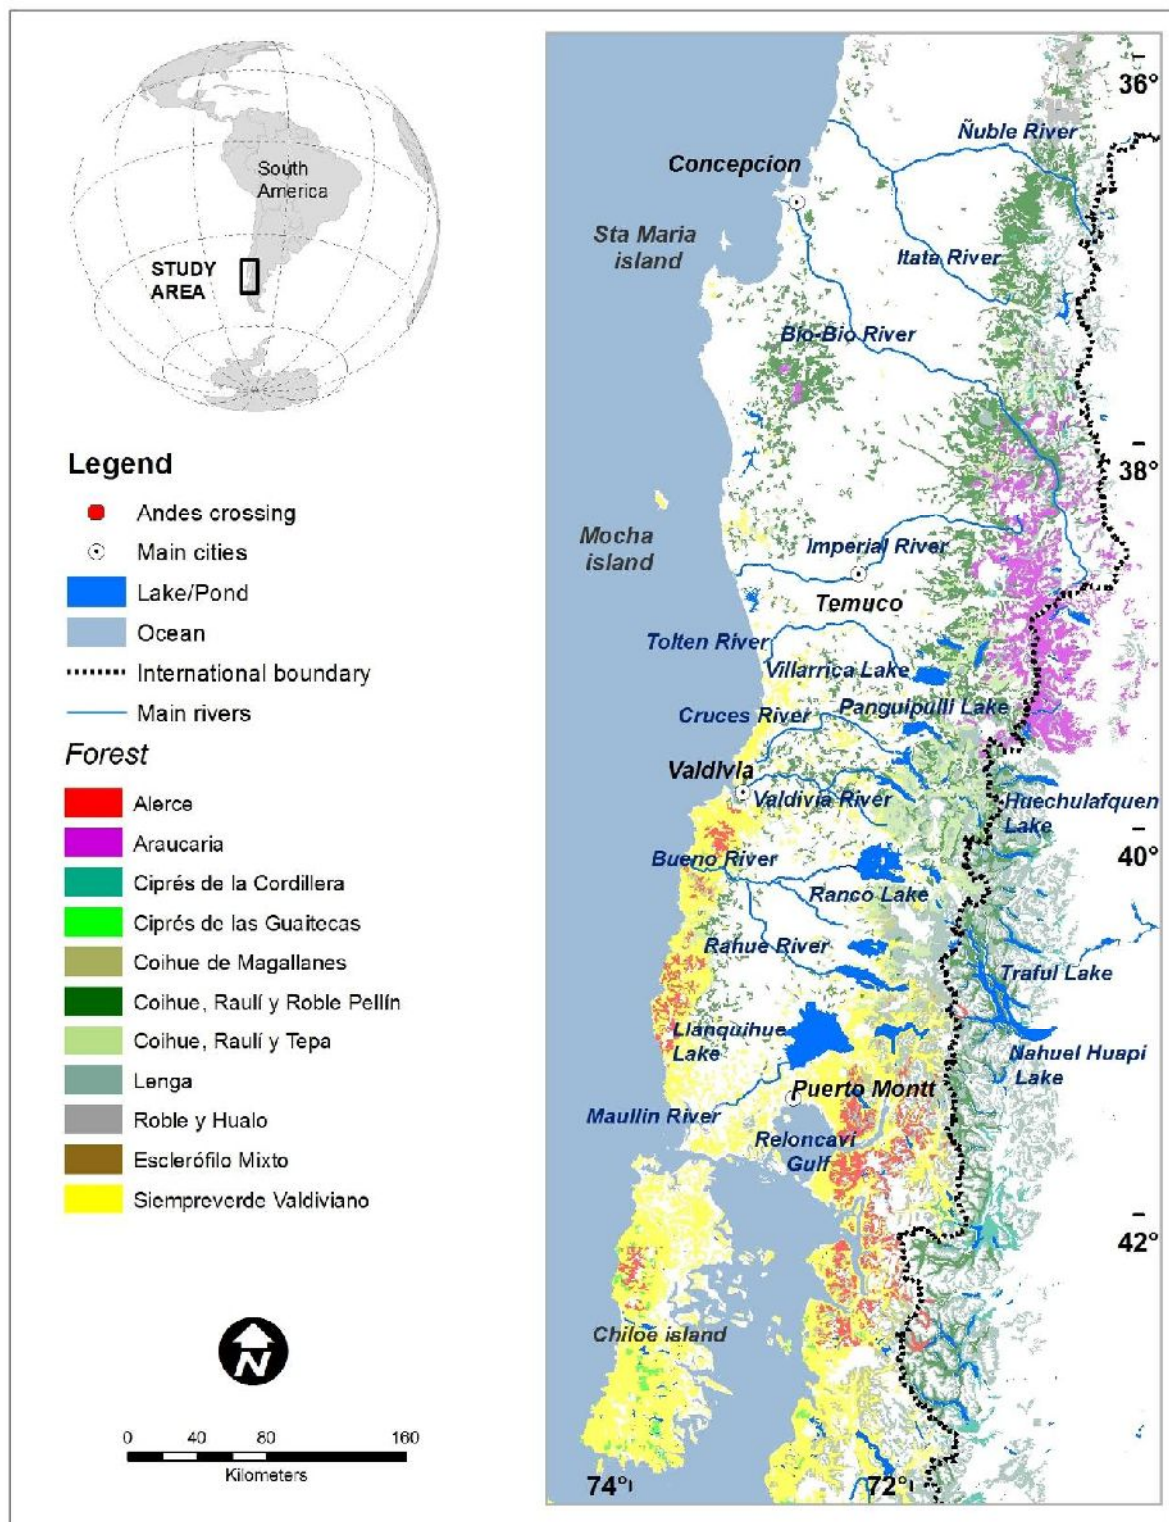 South
America
STUDY
AREA
Legend
Andes crossing
Main cities
Lake/Pond
Ocean
International boundary
Main rivers
Forest
Alerce
Araucaria
Ciprés de la Cordillera
Ciprés de las Guaitecas
Coihue de Magallanes
Coihue, Raulí y Roble Pellín
Coihue, Raulí y Tepa
Lenga
Roble y Hualo
Esclerófilo Mixto
Siempreverde Valdiviano
N
0 40 80 160
Kilometers
36°
Ñuble River
Concepcion
Sta Maria
island
Itata River
Bio-Bio River
38°
Mocha
island
Imperial River
Temuco
Tolten River
Villarrica Lake
Cruces River
Panguipulli Lake
Valdivia
Valdivia River
Huechulafquen
Lake
40°
Bueno River
Ranco Lake
Rahue River
Traful Lake
Llanquihue
Lake
Nahuel Huapi
Lake
Puerto Montt
Maullin River
Reloncavi
Gulf
42°
Chiloe island
74°
72°